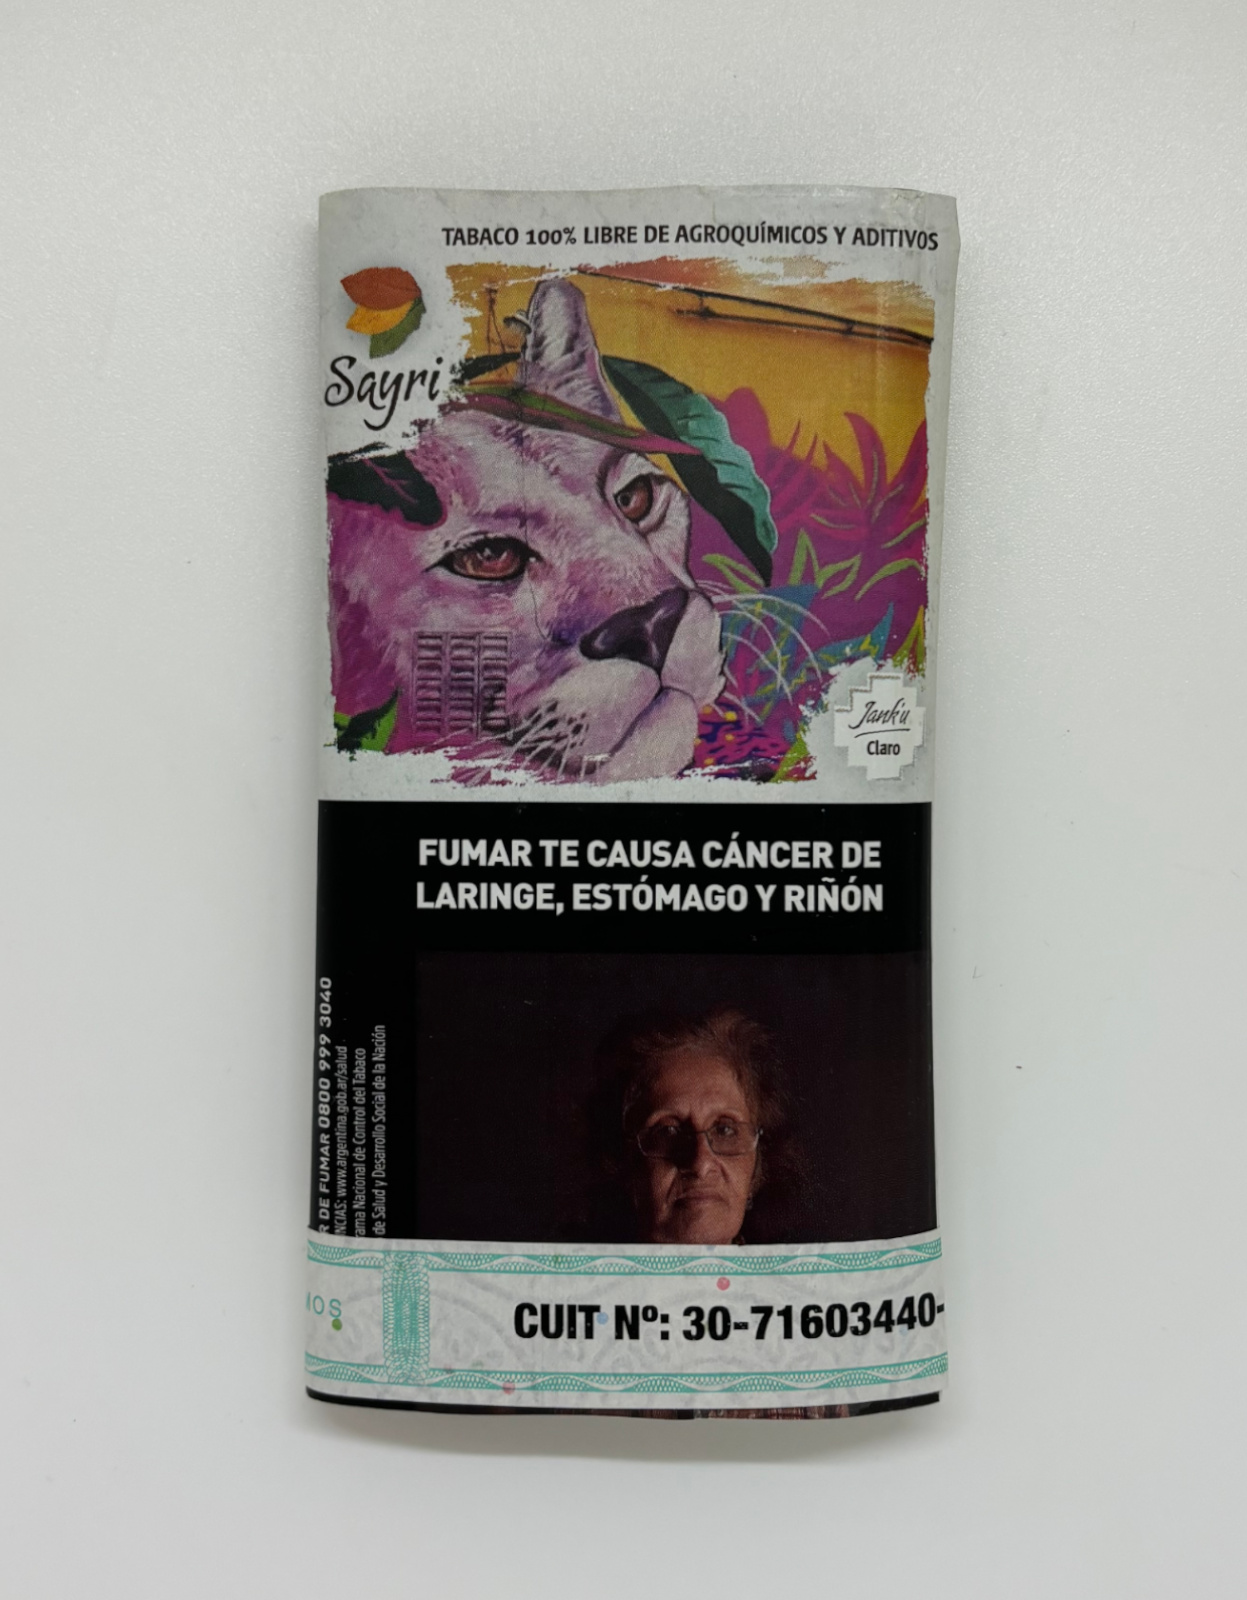 TABACO 100% LIBRE DE AGROQUÍMICOS Y ADITIVOS
Sayri
Jank'u
Claro
FUMAR TE CAUSA CÁNCER DE
LARINGE, ESTÓMAGO Y RIÑÓN
DE FUMAR 0800 999 3040
www.argentina.gob.ar/salud
Nacional de Control del Tabaco
de Salud y Desarrollo Social de la Nación
CUIT Nº: 30-71603440-